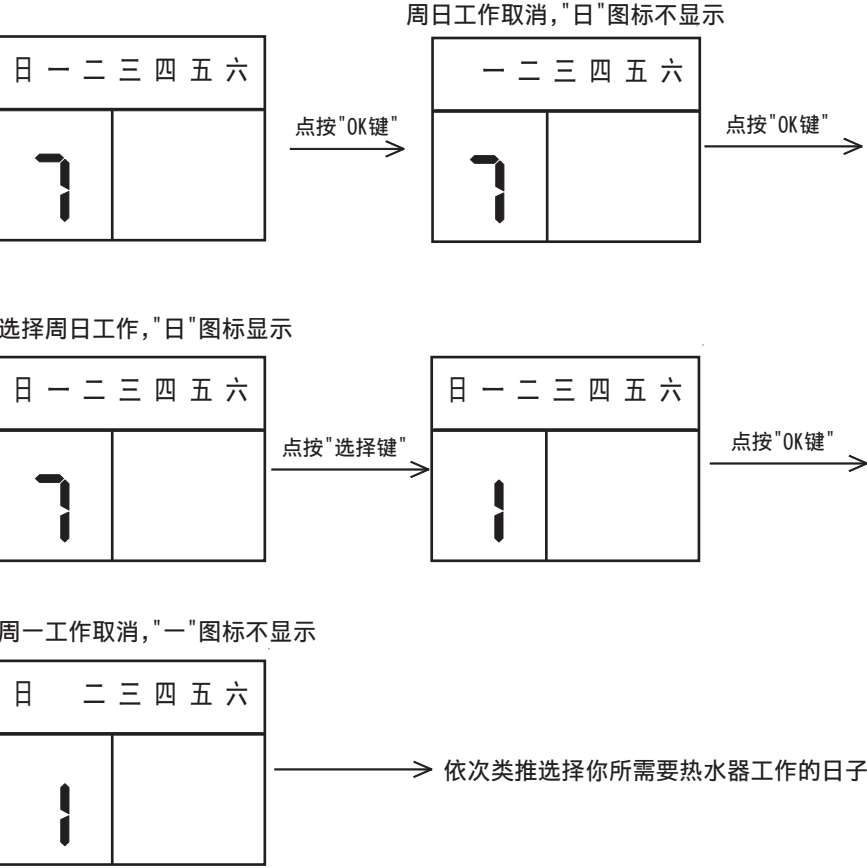 周日工作取消,"日"图标不显示
日 一 二 三 四 五 六
一 二 三 四 五 六
点按"OK键"
点按"OK键"
7
7
选择周日工作,"日"图标显示
日 一 二 三 四 五 六
日 一 二 三 四 五 六
点按"选择键"
点按"OK键"
7
1
周一工作取消,"一"图标不显示
日 二 三 四 五 六
1
依次类推选择你所需要热水器工作的日子